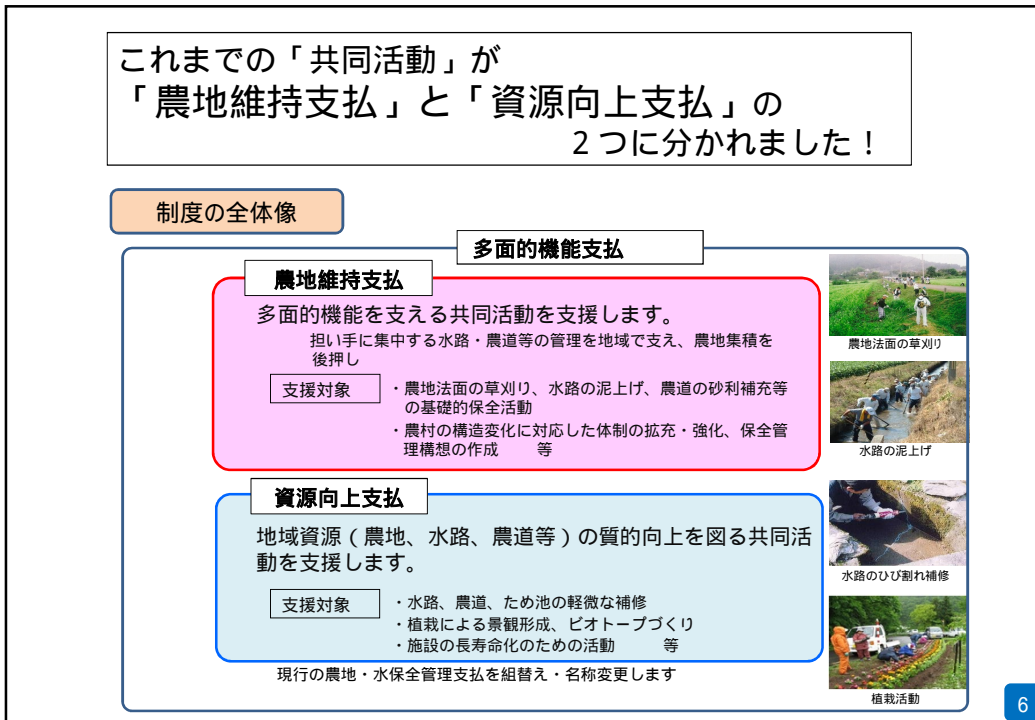 これまでの「共同活動」が
「農地維持支払」と「資源向上支払」の
２つに分かれました！
制度の全体像
多面的機能支払
農地維持支払
多面的機能を支える共同活動を支援します。
担い手に集中する水路・農道等の管理を地域で支え、農地集積を
後押し
支援対象
・農地法面の草刈り、水路の泥上げ、農道の砂利補充等
の基礎的保全活動
・農村の構造変化に対応した体制の拡充・強化、保全管
理構想の作成　　等
農地法面の草刈り
水路の泥上げ
資源向上支払
地域資源（農地、水路、農道等）の質的向上を図る共同活
動を支援します。
支援対象
・水路、農道、ため池の軽微な補修
・植栽による景観形成、ビオトープづくり
・施設の長寿命化のための活動　　等
水路のひび割れ補修
植栽活動
現行の農地・水保全管理支払を組替え・名称変更します
6